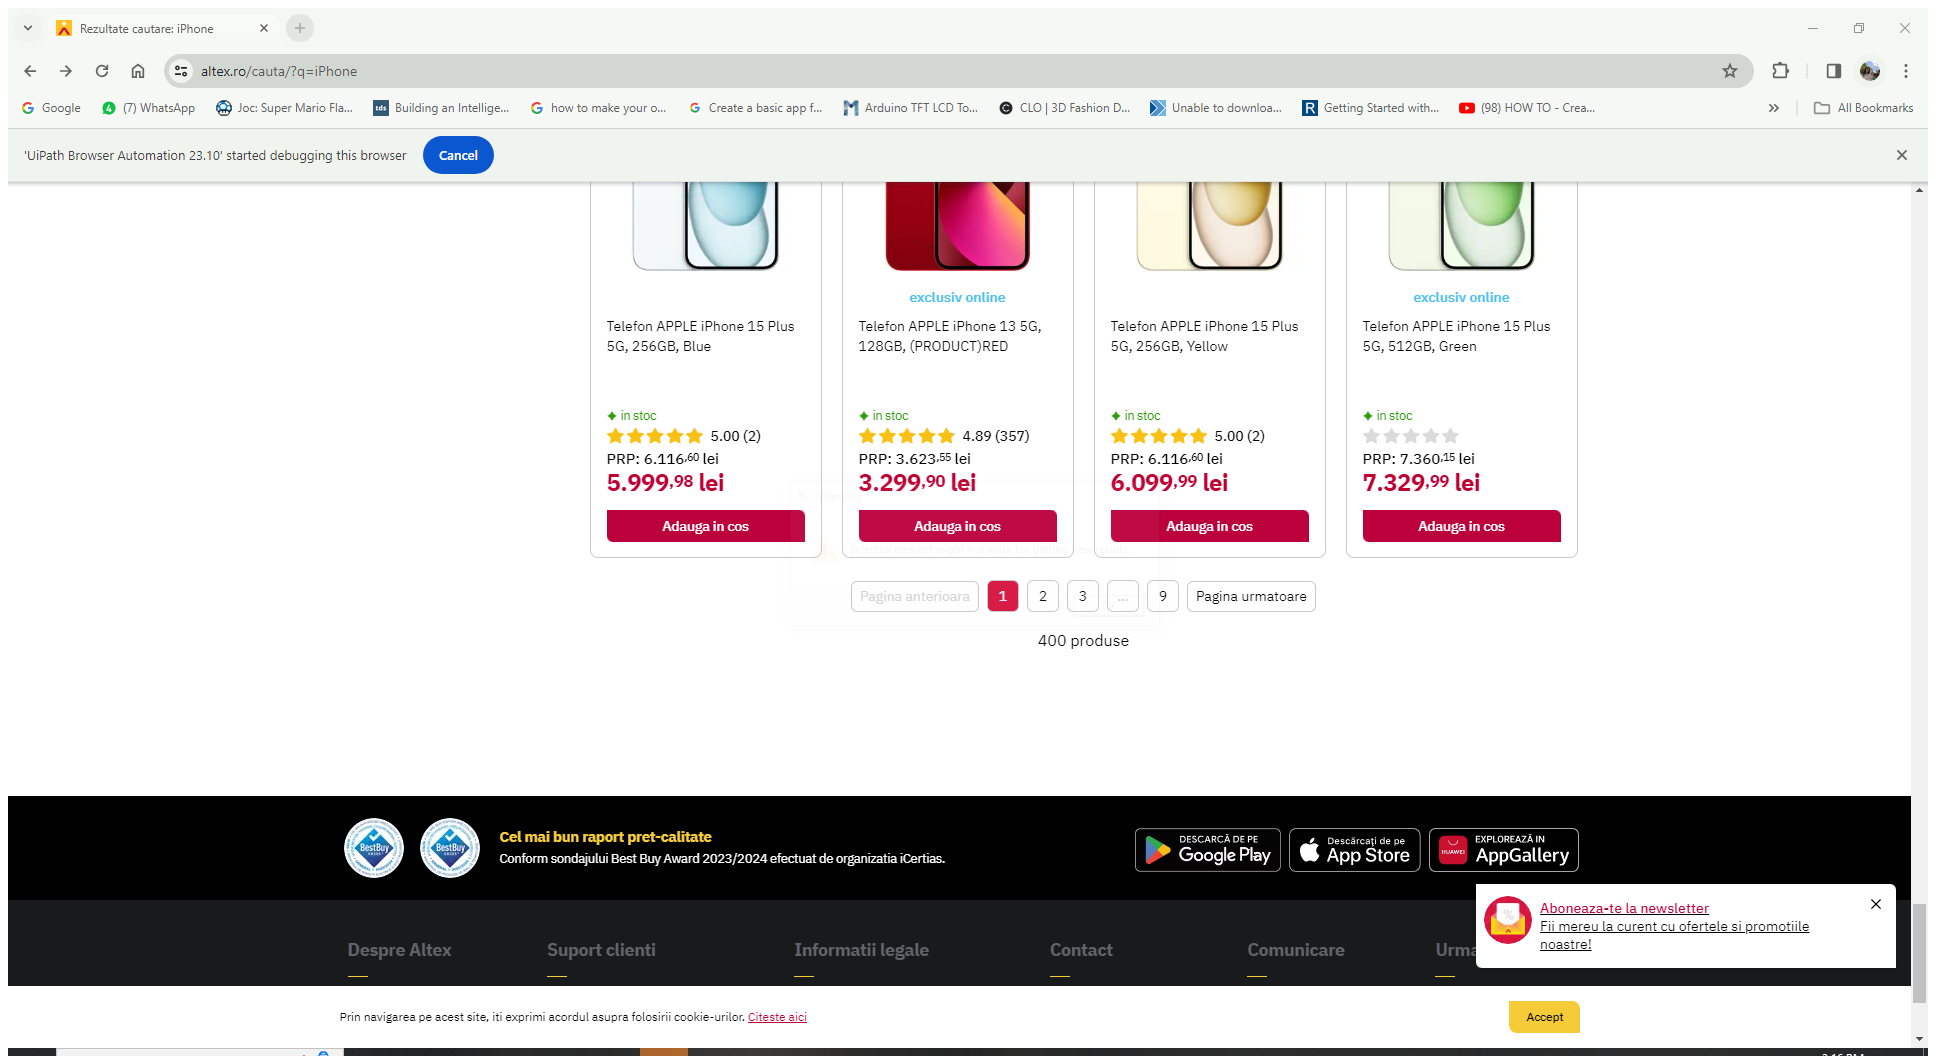 Rezultate cautare: iPhone
altex.ro/cauta/?q=iPhone
Google
4
(7) WhatsApp
Joc: Super Mario Fla...
tds
Building an Intellige...
how to make your o...
Create a basic app f...
Arduino TFT LCD To...
CLO | 3D Fashion D...
Unable to downloa...
R
Getting Started with...
(98) HOW TO - Crea...
All Bookmarks
'UiPath Browser Automation 23.10' started debugging this browser
Cancel
exclusiv online
exclusiv online
Telefon APPLE iPhone 15 Plus
5G, 256GB, Blue
Telefon APPLE iPhone 13 5G,
128GB, (PRODUCT)RED
Telefon APPLE iPhone 15 Plus
5G, 256GB, Yellow
Telefon APPLE iPhone 15 Plus
5G, 512GB, Green
in stoc
5.00 (2)
PRP: 6.116,60 lei
5.999,98 lei
Adauga in cos
in stoc
4.89 (357)
PRP: 3.623,55 lei
3.299,90 lei
Adauga in cos
in stoc
5.00 (2)
PRP: 6.116,60 lei
6.099,99 lei
Adauga in cos
in stoc
PRP: 7.360,15 lei
7.329,99 lei
Adauga in cos
Pagina anterioara
1
2
3
...
9
Pagina urmatoare
400 produse
BestBuy
BestBuy
Cel mai bun raport pret-calitate
Conform sondajului Best Buy Award 2023/2024 efectuat de organizatia iCertias.
DESCARCĂ DE PE
Google Play
Descărcați de pe
App Store
HUAWEI
EXPLOREAZĂ IN
AppGallery
Aboneaza-te la newsletter
Fii mereu la curent cu ofertele si promotiile
noastre!
Despre Altex
Suport clienti
Informatii legale
Contact
Comunicare
Urma
Prin navigarea pe acest site, iti exprimi acordul asupra folosirii cookie-urilor. Citeste aici
Accept